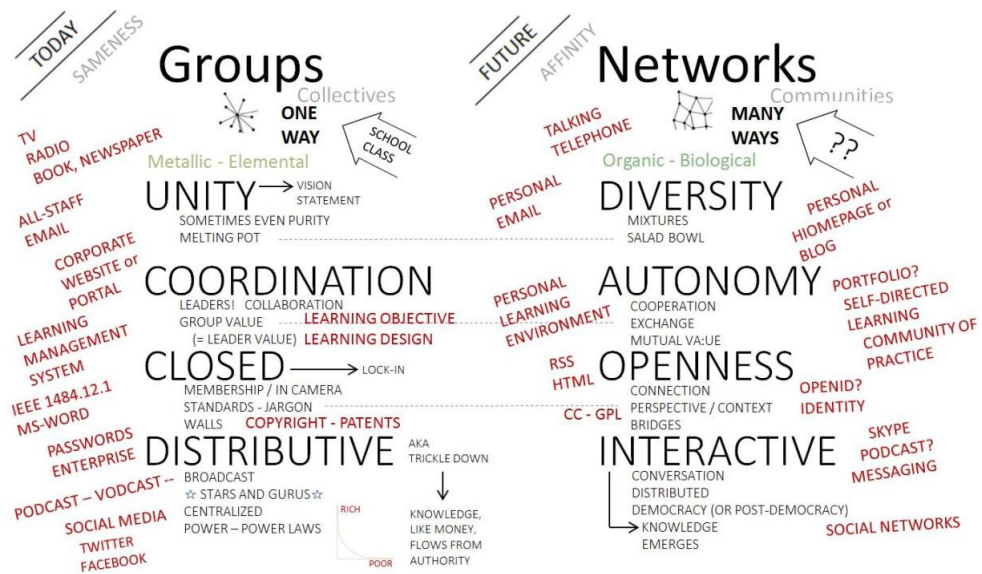 TODAY
SAMENESS
Groups
Collectives
ONE
WAY
SCHOOL
CLASS
TV
RADIO
BOOK, NEWSPAPER
Metallic - Elemental
UNITY
VISION
STATEMENT
SOMETIMES EVEN PURITY
MELTING POT
ALL-STAFF
EMAIL
CORPORATE
WEBSITE or
PORTAL
COORDINATION
LEADERS! COLLABORATION
GROUP VALUE
(= LEADER VALUE)
LEARNING OBJECTIVE
LEARNING DESIGN
LEARNING
MANAGEMENT
SYSTEM
CLOSED
LOCK-IN
MEMBERSHIP / IN CAMERA
STANDARDS - JARGON
WALLS
COPYRIGHT - PATENTS
IEEE 1484.12.1
MS-WORD
PASSWORDS
ENTERPRISE
DISTRIBUTIVE
AKA
TRICKLE DOWN
BROADCAST
☆ STARS AND GURUS ☆
CENTRALIZED
POWER – POWER LAWS
PODCAST – VODCAST --
SOCIAL MEDIA
TWITTER
FACEBOOK
RICH
POOR
KNOWLEDGE,
LIKE MONEY,
FLOWS FROM
AUTHORITY
FUTURE
AFFINITY
Networks
Communities
MANY
WAYS
??
TALKING
TELEPHONE
Organic - Biological
PERSONAL
EMAIL
DIVERSITY
MIXTURES
SALAD BOWL
PERSONAL
HIOMEPAGE or
BLOG
AUTONOMY
COOPERATION
EXCHANGE
MUTUAL VA:UE
PERSONAL
LEARNING
ENVIRONMENT
PORTFOLIO?
SELF-DIRECTED
LEARNING
COMMUNITY OF
PRACTICE
RSS
HTML
OPENNESS
CONNECTION
PERSPECTIVE / CONTEXT
BRIDGES
CC - GPL
OPENID?
IDENTITY
INTERACTIVE
CONVERSATION
DISTRIBUTED
DEMOCRACY (OR POST-DEMOCRACY)
KNOWLEDGE
EMERGES
SKYPE
PODCAST?
MESSAGING
SOCIAL NETWORKS